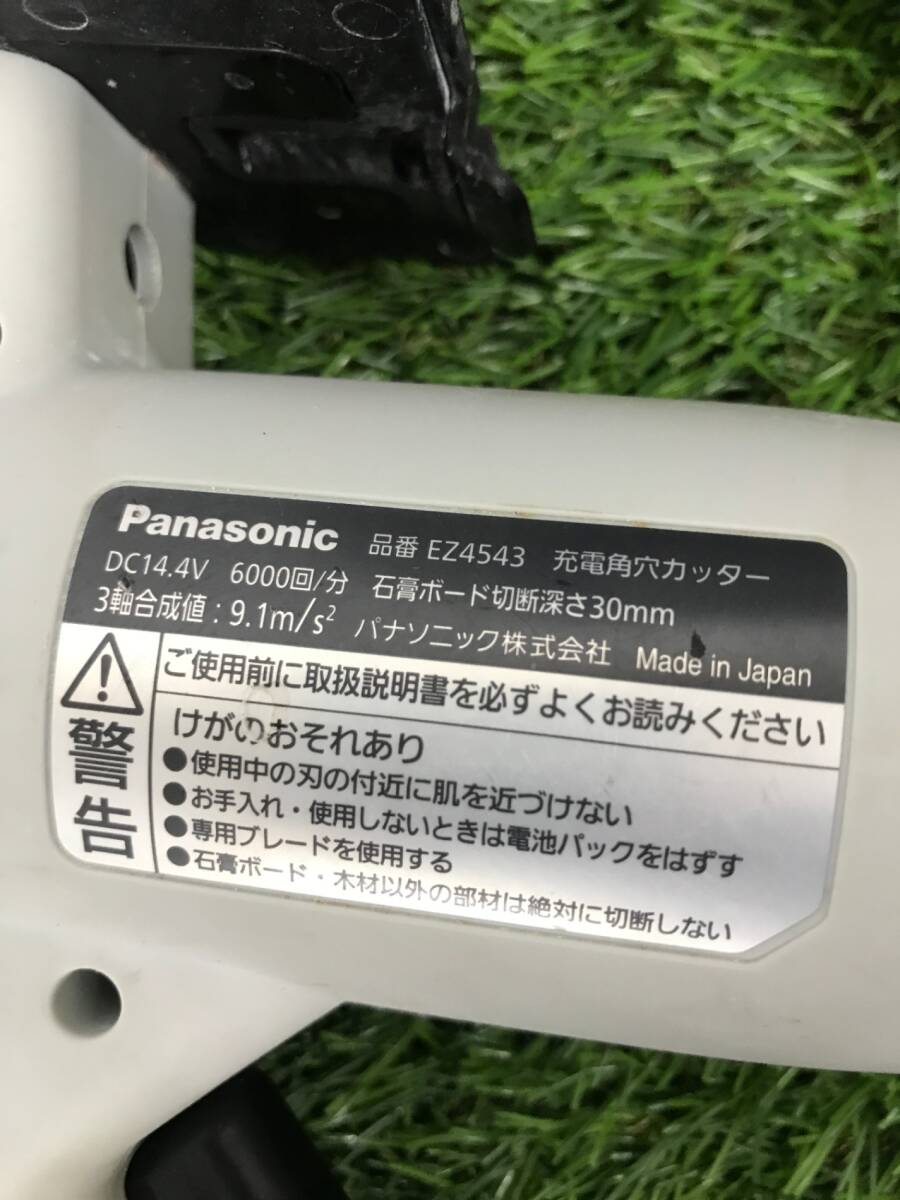 Panasonic 品番 EZ4543 充電角穴カッター
DC14.4V 6000回/分 石膏ボード切断深さ30mm
3軸合成値：9.1m/s² パナソニック株式会社 Made in Japan
警告
ご使用前に取扱説明書を必ずよくお読みください
けがのおそれあり
●使用中の刃の付近に肌を近づけない
●お手入れ・使用しないときは電池パックをはずす
●専用ブレードを使用する
●石膏ボード・木材以外の部材は絶対に切断しない